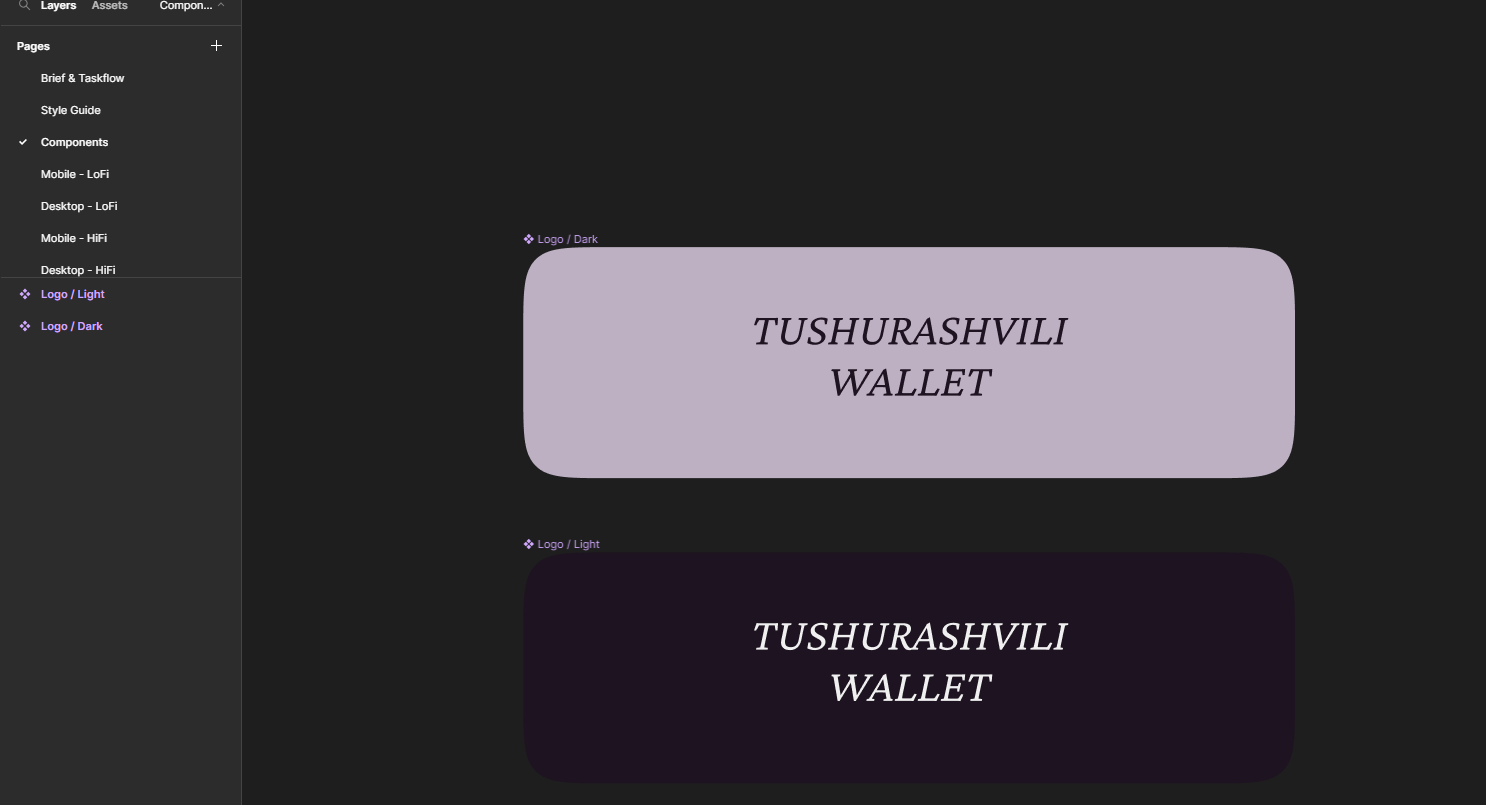 Layers Assets Compon...
Pages
Brief & Taskflow
Style Guide
Components
Mobile - LoFi
Desktop - LoFi
Mobile - HiFi
Desktop - HiFi
Logo / Light
Logo / Dark
Logo / Dark
TUSHURASHVILI
WALLET
Logo / Light
TUSHURASHVILI
WALLET